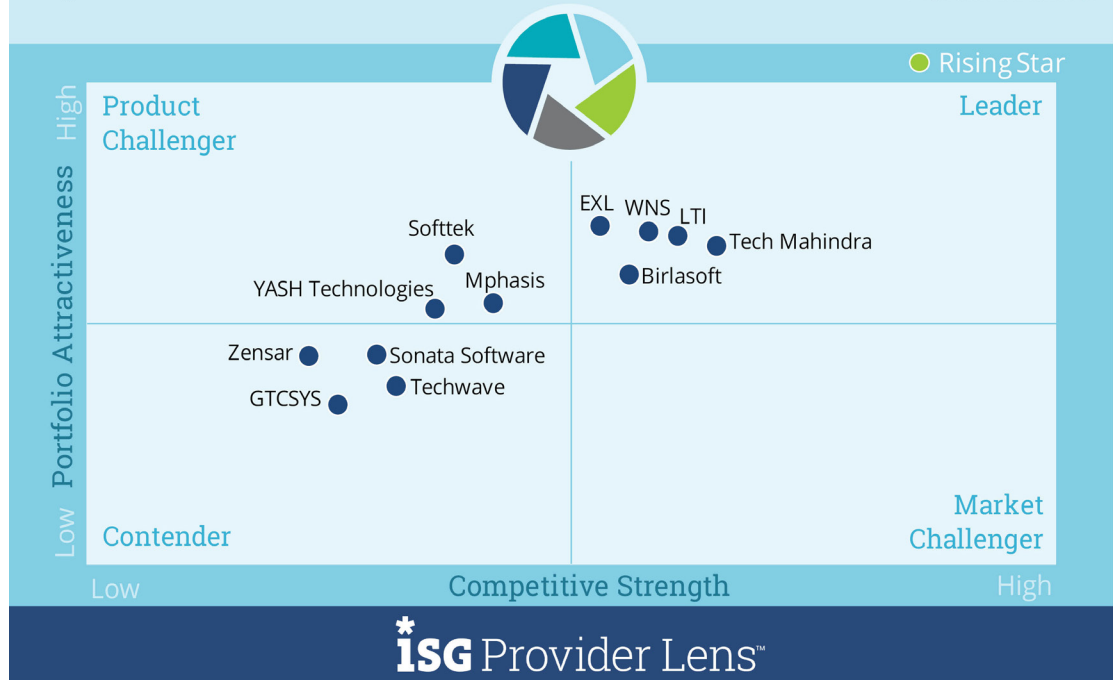 Rising Star
High
Product
Challenger
Leader
Portfolio Attractiveness
EXL
WNS
LTI
Softtek
Tech Mahindra
Birlasoft
Mphasis
YASH Technologies
Zensar
Sonata Software
Techwave
GTCSYS
Low
Contender
Market
Challenger
Low
Competitive Strength
High
ISG Provider Lens™